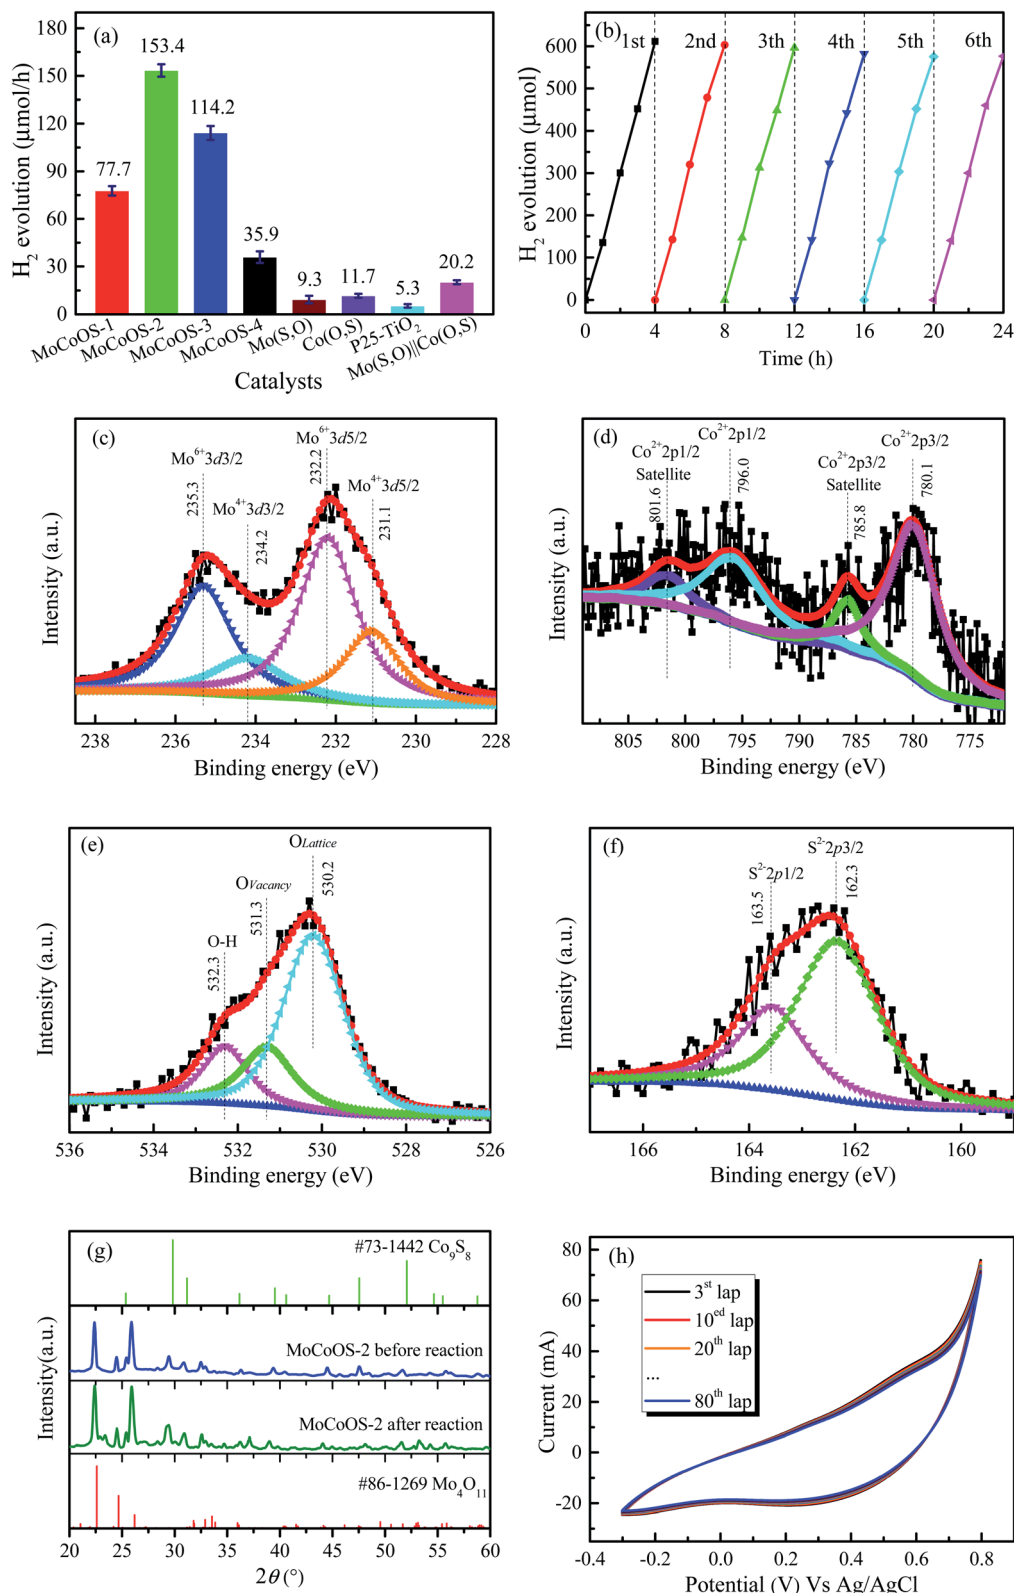 (a)
H2 evolution (μmol/h)
180
150
120
90
60
30
0
77.7
153.4
114.2
35.9
9.3
11.7
5.3
20.2
MoCoOS-1
MoCoOS-2
MoCoOS-3
MoCoOS-4
Mo(S,O)
Co(O,S)
P25-TiO2
Mo(S,O)||Co(O,S)
Catalysts
(b)
H2 evolution (μmol)
600
500
400
300
200
100
0
1st 2nd 3th 4th 5th 6th
0 4 8 12 16 20 24
Time (h)
(c)
Intensity (a.u.)
Mo6+3d3/2
235.3
Mo4+3d3/2
234.2
Mo6+3d5/2
232.2
Mo4+3d5/2
231.1
238 236 234 232 230 228
Binding energy (eV)
(d)
Intensity (a.u.)
Co2+2p1/2
Satellite
801.6
Co2+2p1/2
796.0
Co2+2p3/2
Satellite
785.8
Co2+2p3/2
780.1
805 800 795 790 785 780 775
Binding energy (eV)
(e)
Intensity (a.u.)
O-H
532.3
OVacancy
531.3
OLattice
530.2
536 534 532 530 528 526
Binding energy (eV)
(f)
Intensity (a.u.)
S2-2p1/2
163.5
S2-2p3/2
162.3
166 164 162 160
Binding energy (eV)
(g)
Intensity(a.u.)
#73-1442 Co9S8
MoCoOS-2 before reaction
MoCoOS-2 after reaction
#86-1269 Mo4O11
20 25 30 35 40 45 50 55 60
2θ (°)
(h)
Current (mA)
80
60
40
20
0
-20
3st lap
10ed lap
20th lap
...
80th lap
-0.4 -0.2 0.0 0.2 0.4 0.6 0.8
Potential (V) Vs Ag/AgCl